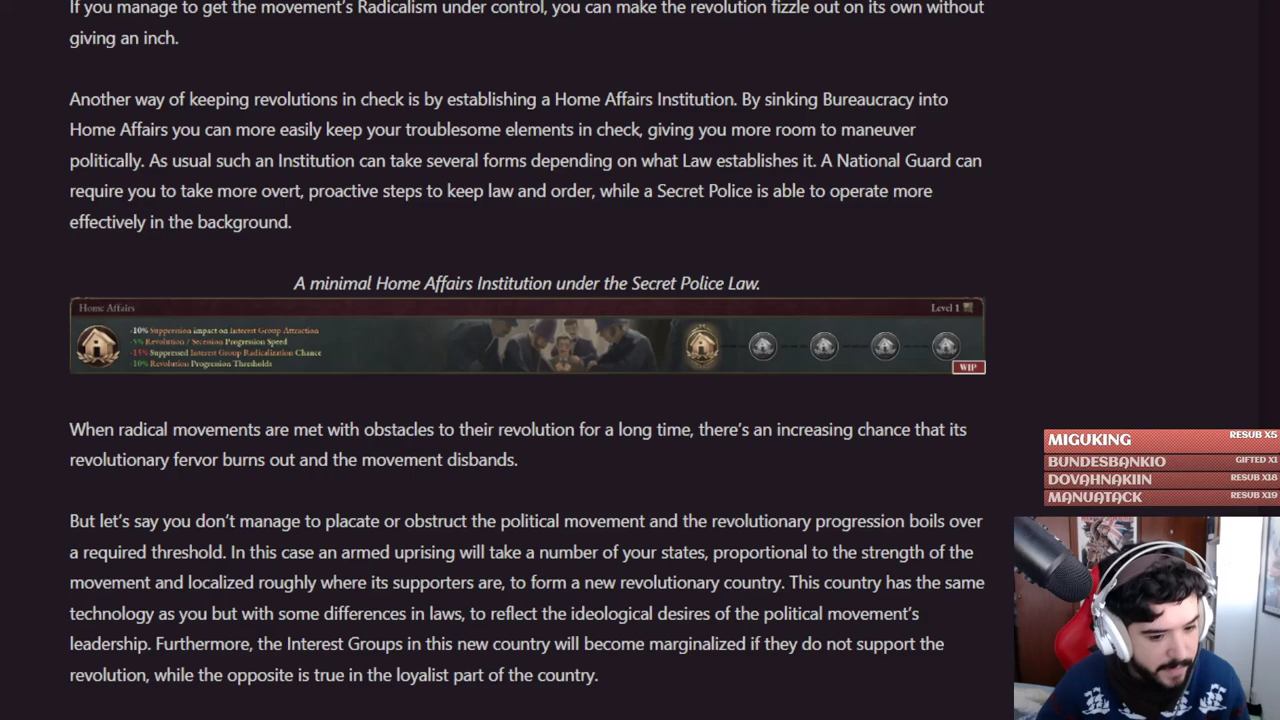 If you manage to get the movement's Radicalism under control, you can make the revolution fizzle out on its own without
giving an inch.
Another way of keeping revolutions in check is by establishing a Home Affairs Institution. By sinking Bureaucracy into
Home Affairs you can more easily keep your troublesome elements in check, giving you more room to maneuver
politically. As usual such an Institution can take several forms depending on what Law establishes it. A National Guard can
require you to take more overt, proactive steps to keep law and order, while a Secret Police is able to operate more
effectively in the background.
A minimal Home Affairs Institution under the Secret Police Law.
Home Affairs
Level 1
-10% Suppression Impact on Interest Group Attraction
-5% Revolution / Secession Progression Speed
-15% Suppressed Interest Group Radicalization Chance
-10% Revolution Progression Thresholds
WIP
When radical movements are met with obstacles to their revolution for a long time, there's an increasing chance that its
revolutionary fervor burns out and the movement disbands.
But let's say you don't manage to placate or obstruct the political movement and the revolutionary progression boils over
a required threshold. In this case an armed uprising will take a number of your states, proportional to the strength of the
movement and localized roughly where its supporters are, to form a new revolutionary country. This country has the same
technology as you but with some differences in laws, to reflect the ideological desires of the political movement's
leadership. Furthermore, the Interest Groups in this new country will become marginalized if they do not support the
revolution, while the opposite is true in the loyalist part of the country.
MIGUKING RESUB X5
BUNDESBANKIO GIFTED X1
DOVAHNAKIIN RESUB X18
MANUATACK RESUB X19